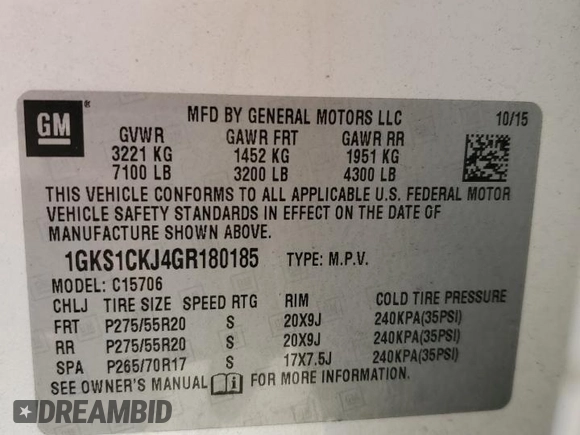 GM ®
MFD BY GENERAL MOTORS LLC 10/15
GVWR GAWR FRT GAWR RR
3221 KG 1452 KG 1951 KG
7100 LB 3200 LB 4300 LB
THIS VEHICLE CONFORMS TO ALL APPLICABLE U.S. FEDERAL MOTOR
VEHICLE SAFETY STANDARDS IN EFFECT ON THE DATE OF
MANUFACTURE SHOWN ABOVE.
1GKS1CKJ4GR180185 TYPE: M.P.V.
MODEL: C15706
CHLJ TIRE SIZE SPEED RTG RIM COLD TIRE PRESSURE
FRT P275/55R20 S 20X9J 240KPA(35PSI)
RR P275/55R20 S 20X9J 240KPA(35PSI)
SPA P265/70R17 S 17X7.5J 240KPA(35PSI)
SEE OWNER'S MANUAL FOR MORE INFORMATION.
DREAMBID